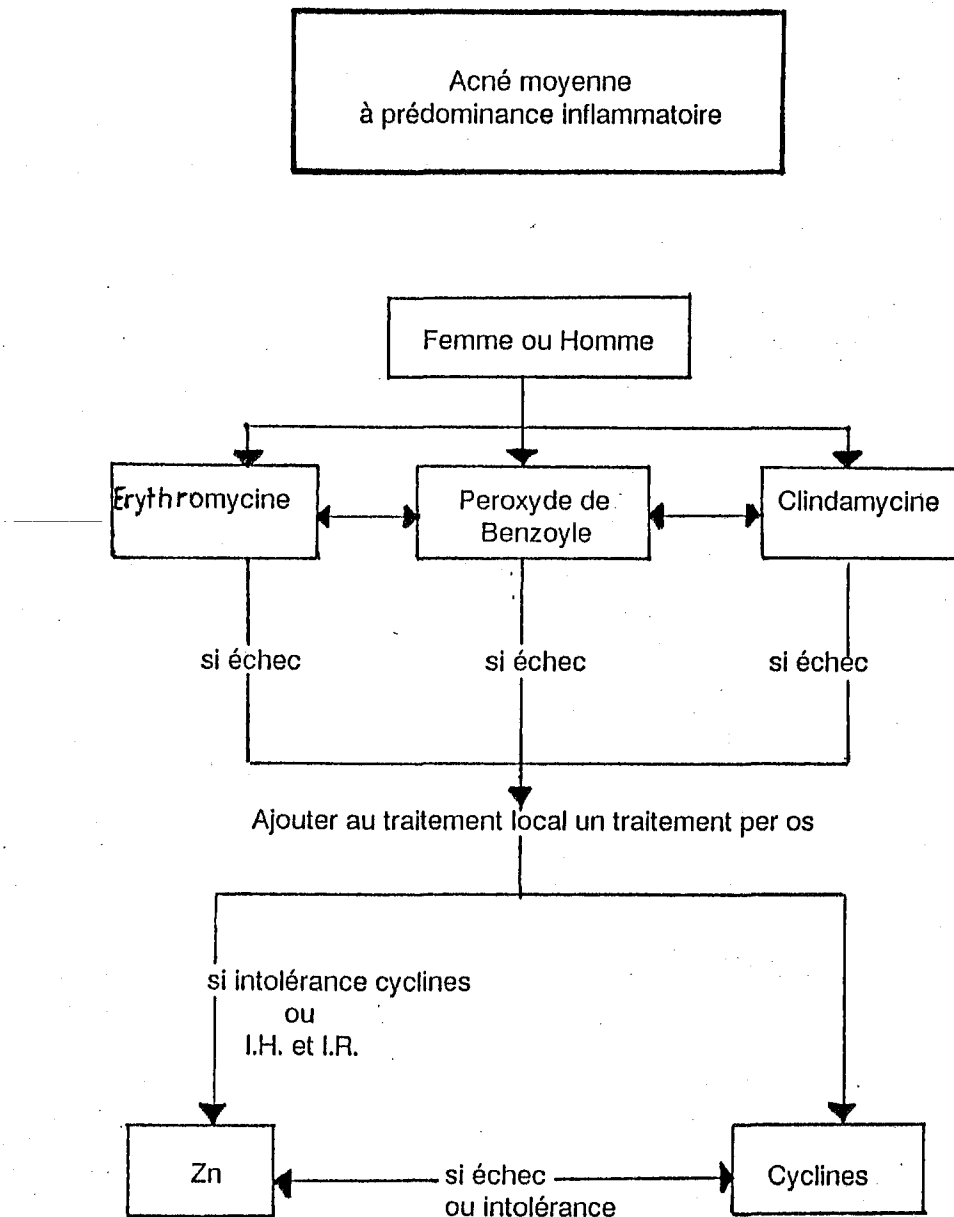 Acné moyenne
à prédominance inflammatoire
Femme ou Homme
Erythromycine
Peroxyde de
Benzoyle
Clindamycine
si échec
si échec
si échec
Ajouter au traitement local un traitement per os
si intolérance cyclines
ou
I.H. et I.R.
Zn
si échec
ou intolérance
Cyclines